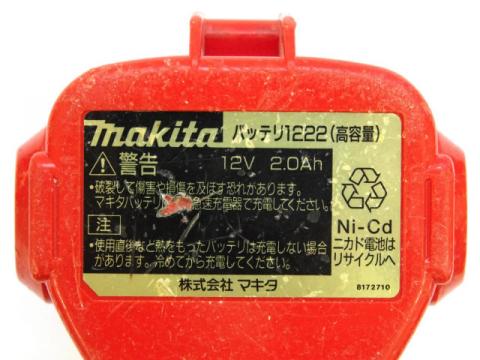 makita バッテリ1222(高容量)
警告 12V 2.0Ah
・破裂して傷害や損傷を及ぼす恐れがあります。
マキタバッテリ 急速充電器で充電してください。
注
・使用直後など熱をもったバッテリは充電しない場合
があります。冷めてから充電してください。
Ni-Cd
ニカド電池は
リサイクルへ
株式会社 マキタ
8172710